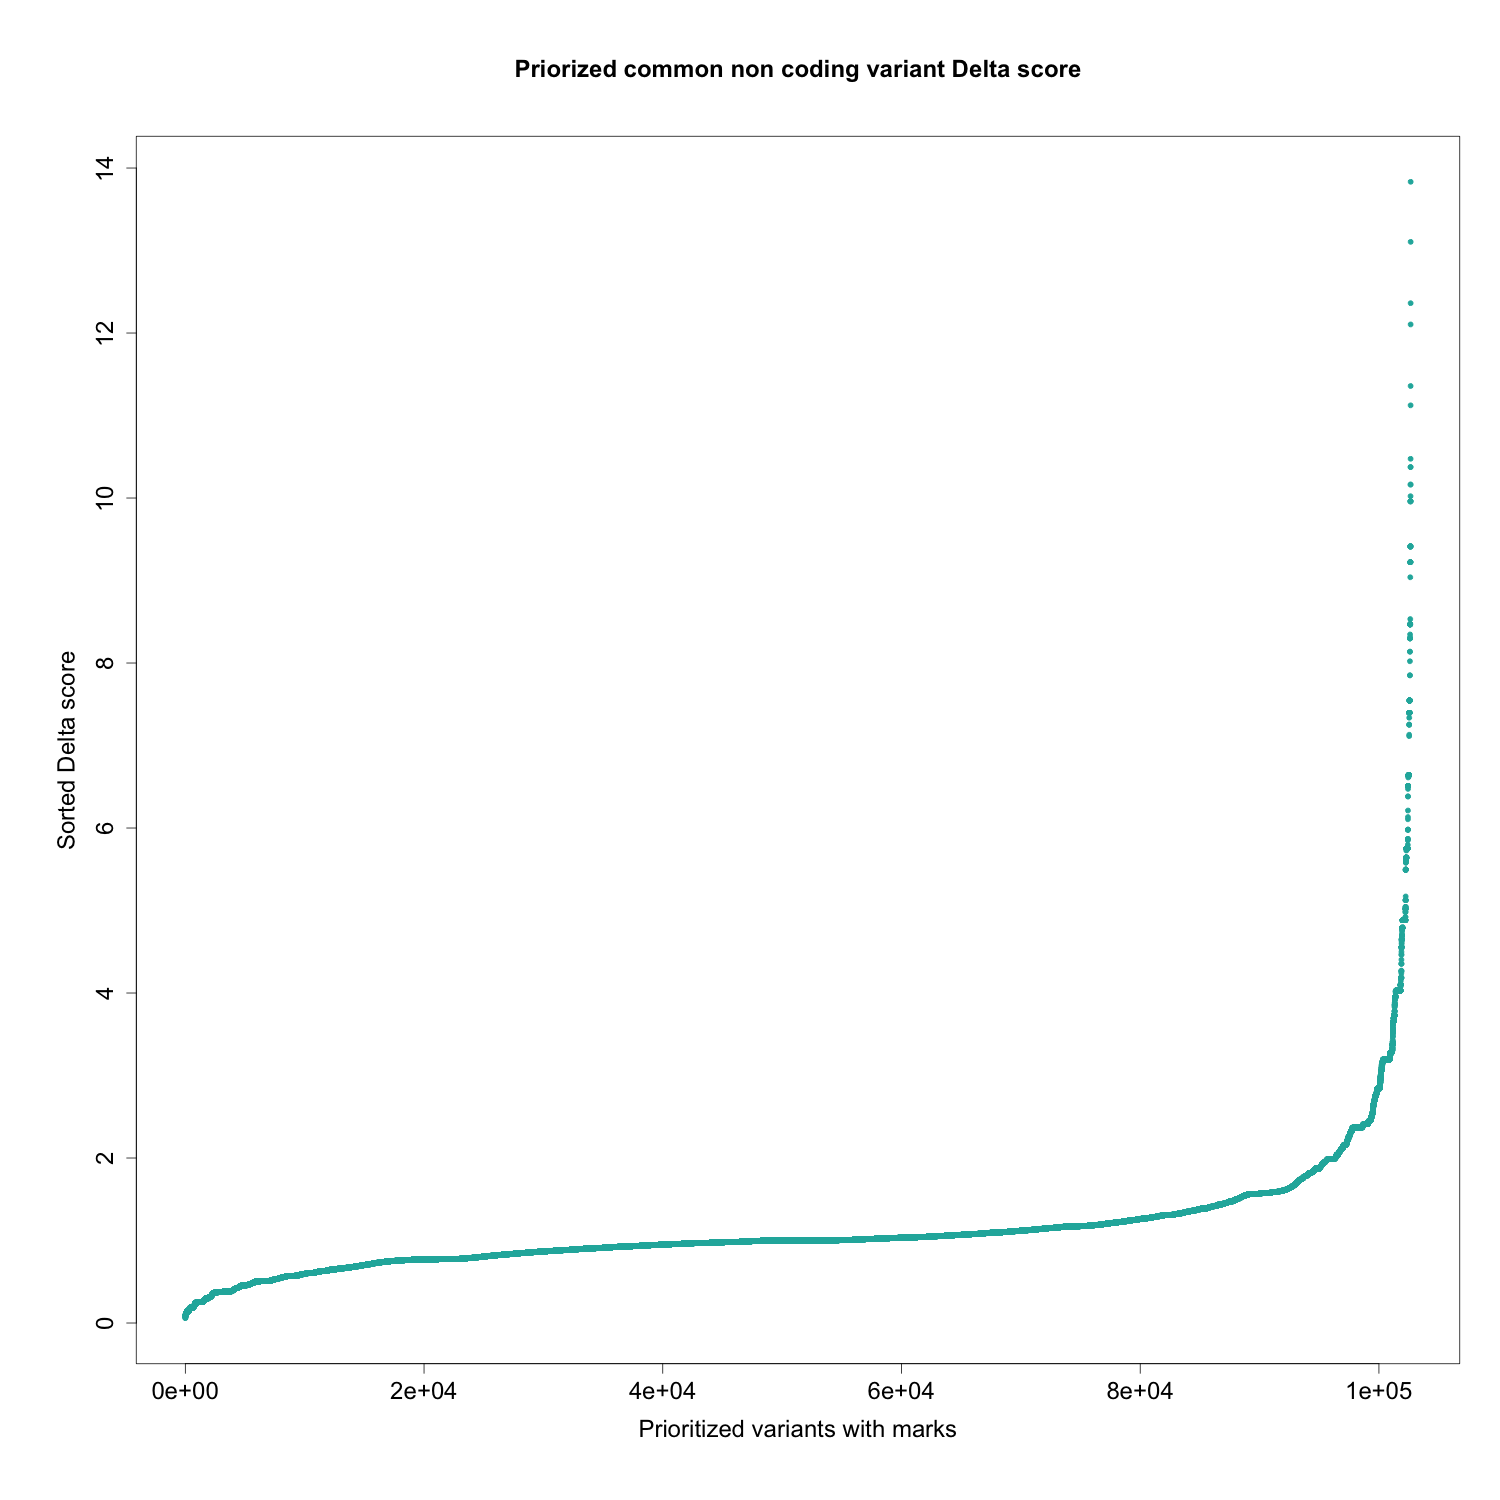 Priorized common non coding variant Delta score
14
12
10
8
6
4
2
0
Sorted Delta score
0e+00 2e+04 4e+04 6e+04 8e+04 1e+05
Prioritized variants with marks